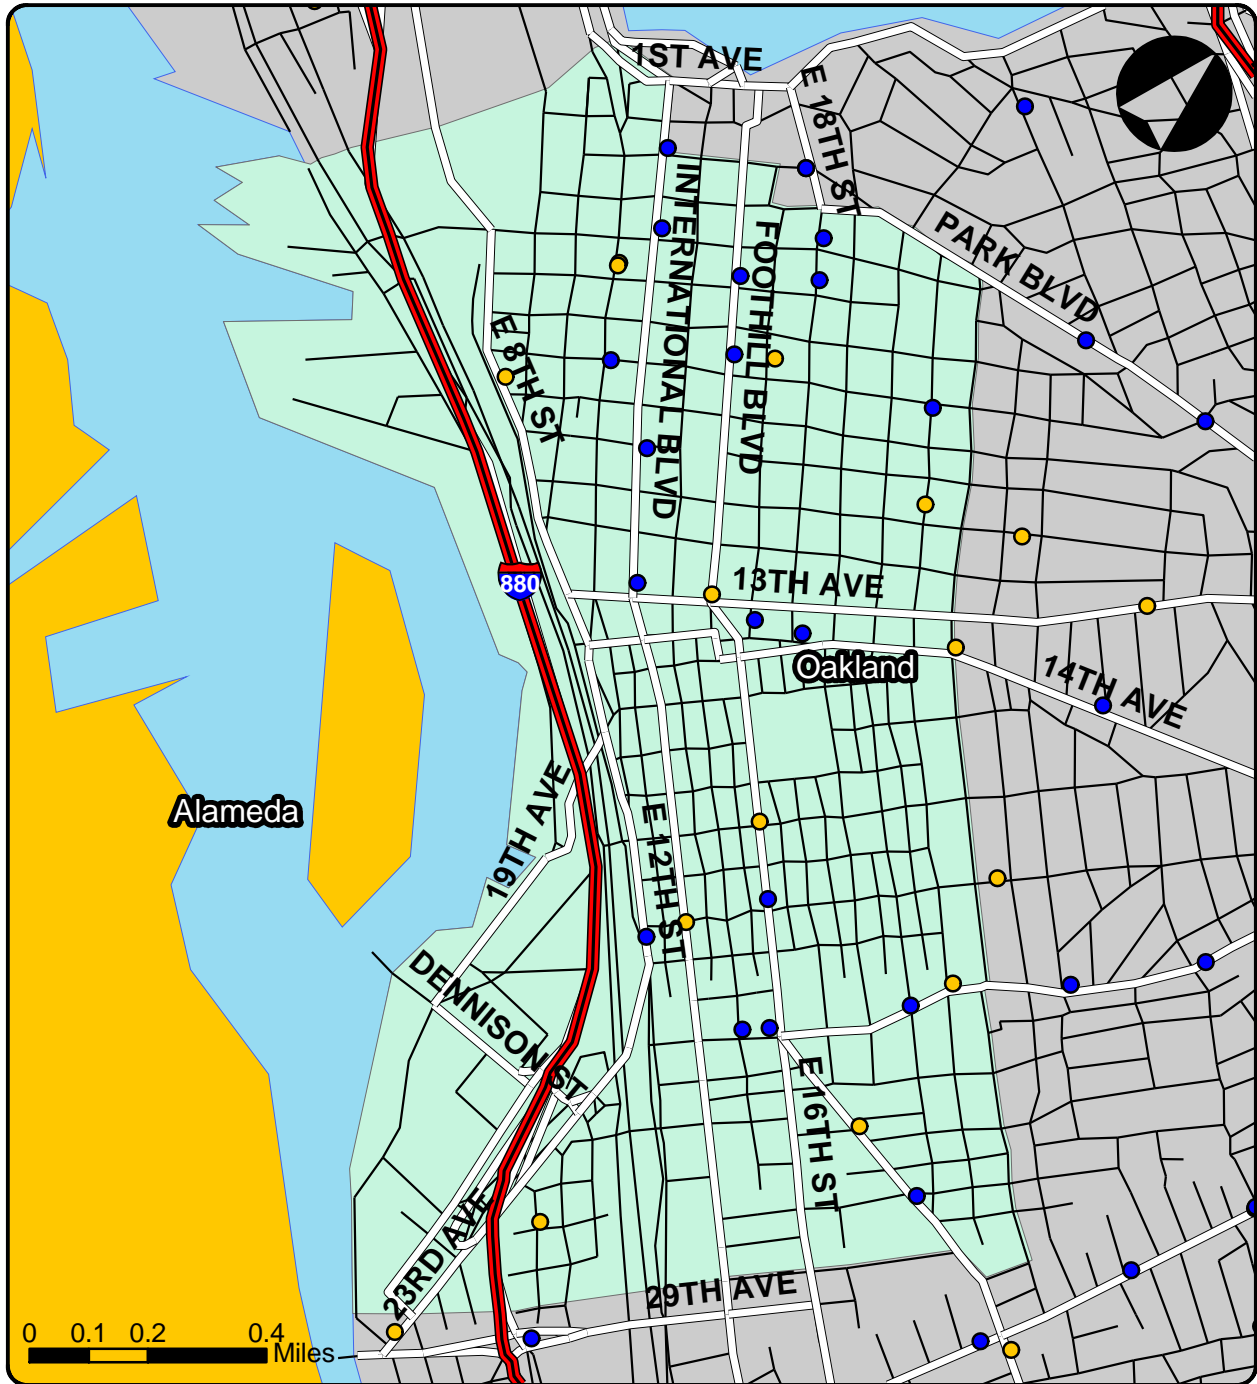 1ST AVE
E 18TH ST
INTERNATIONAL BLVD
FOOTHILL BLVD
PARK BLVD
E 8TH ST
880
13TH AVE
Oakland
14TH AVE
Alameda
19TH AVE
E 12TH ST
DENNISON ST
E 16TH ST
23RD AVE
29TH AVE
0 0.1 0.2 0.4
Miles